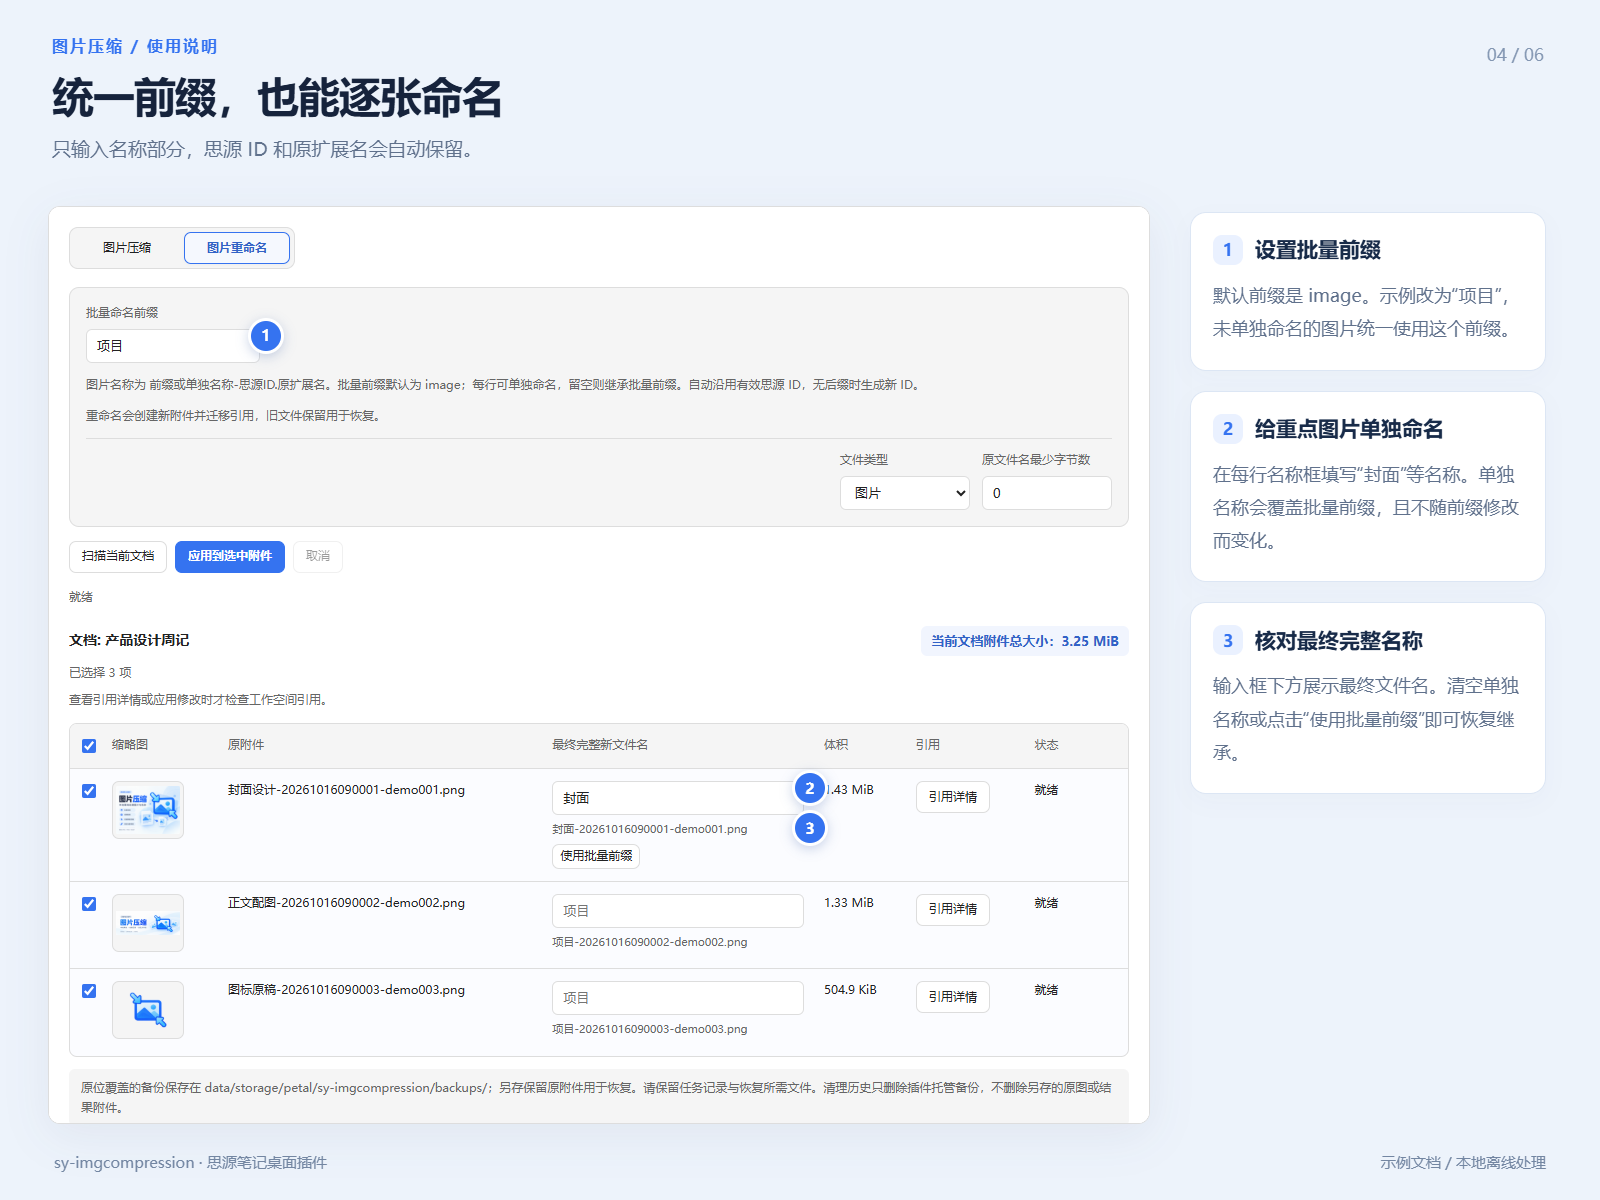 图片压缩 / 使用说明
04 / 06
统一前缀，也能逐张命名
只输入名称部分，思源 ID 和原扩展名会自动保留。
图片压缩
图片重命名
批量命名前缀
项目
1
图片名称为 前缀或单独名称-思源ID.原扩展名。批量前缀默认为 image；每行可单独命名，留空则继承批量前缀。自动沿用有效思源 ID，无后缀时生成新 ID。
重命名会创建新附件并迁移引用，旧文件保留用于恢复。
文件类型
原文件名最少字节数
图片
0
扫描当前文档
应用到选中附件
取消
就绪
文档: 产品设计周记
当前文档附件总大小：3.25 MiB
已选择 3 项
查看引用详情或应用修改时才检查工作空间引用。
缩略图
原附件
最终完整新文件名
体积
引用
状态
图片压缩
封面设计-20261016090001-demo001.png
封面
2
.43 MiB
引用详情
就绪
封面-20261016090001-demo001.png
3
使用批量前缀
图片压缩
正文配图-20261016090002-demo002.png
项目
1.33 MiB
引用详情
就绪
项目-20261016090002-demo002.png
图标原稿-20261016090003-demo003.png
项目
504.9 KiB
引用详情
就绪
项目-20261016090003-demo003.png
原位覆盖的备份保存在 data/storage/petal/sy-imgcompression/backups/；另存保留原附件用于恢复。请保留任务记录与恢复所需文件。清理历史只删除插件托管备份，不删除另存的原图或结
果附件。
1 设置批量前缀
默认前缀是 image。示例改为“项目”，
未单独命名的图片统一使用这个前缀。
2 给重点图片单独命名
在每行名称框填写“封面”等名称。单独
名称会覆盖批量前缀，且不随前缀修改
而变化。
3 核对最终完整名称
输入框下方展示最终文件名。清空单独
名称或点击“使用批量前缀”即可恢复继
承。
sy-imgcompression · 思源笔记桌面插件
示例文档 / 本地离线处理